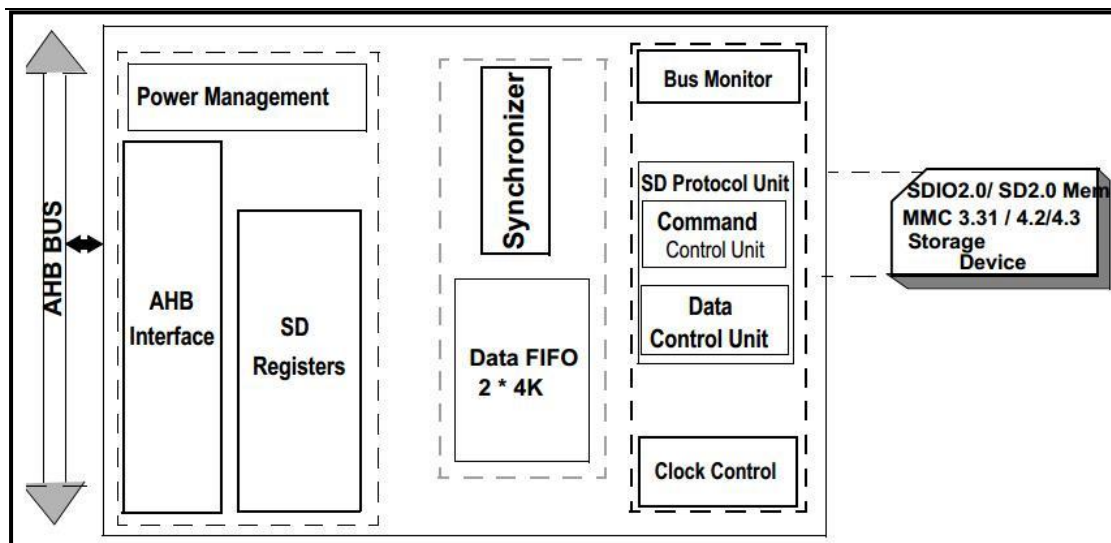 AHB BUS
Power Management
AHB
Interface
SD
Registers
Synchronizer
Data FIFO
2 * 4K
Bus Monitor
SD Protocol Unit
Command
Control Unit
Data
Control Unit
Clock Control
SDIO2.0/ SD2.0 Mem
MMC 3.31 / 4.2/4.3
Storage
Device